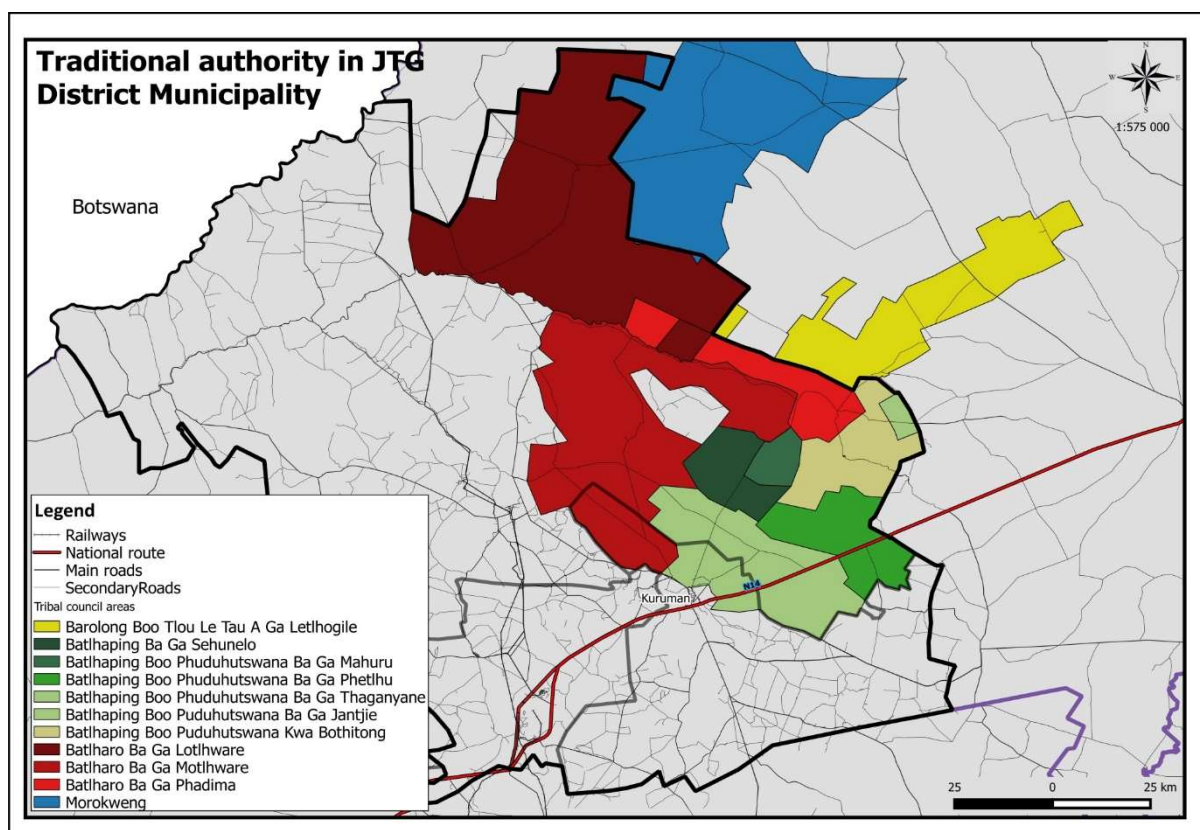 Traditional authority in JTG
District Municipality
N
W
E
S
1:575 000
Botswana
Kuruman
N14
Legend
Railways
National route
Main roads
SecondaryRoads
Tribal council areas
Barolong Boo Tlou Le Tau A Ga Letlhogile
Batlhaping Ba Ga Sehunelo
Batlhaping Boo Phuduhutswana Ba Ga Mahuru
Batlhaping Boo Phuduhutswana Ba Ga Phetlhu
Batlhaping Boo Phuduhutswana Ba Ga Thaganyane
Batlhaping Boo Puduhutswana Ba Ga Jantjie
Batlhaping Boo Puduhutswana Kwa Bothitong
Batlharo Ba Ga Lotlhware
Batlharo Ba Ga Motlhware
Batlharo Ba Ga Phadima
Morokweng
25 0 25 km